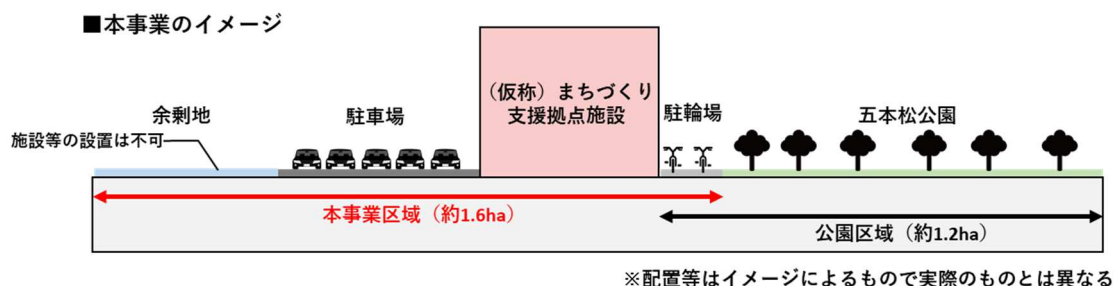 ■本事業のイメージ
余剰地
施設等の設置は不可
駐車場
（仮称）まちづくり
支援拠点施設
駐輪場
五本松公園
本事業区域（約1.6ha）
公園区域（約1.2ha）
※配置等はイメージによるもので実際のものとは異なる